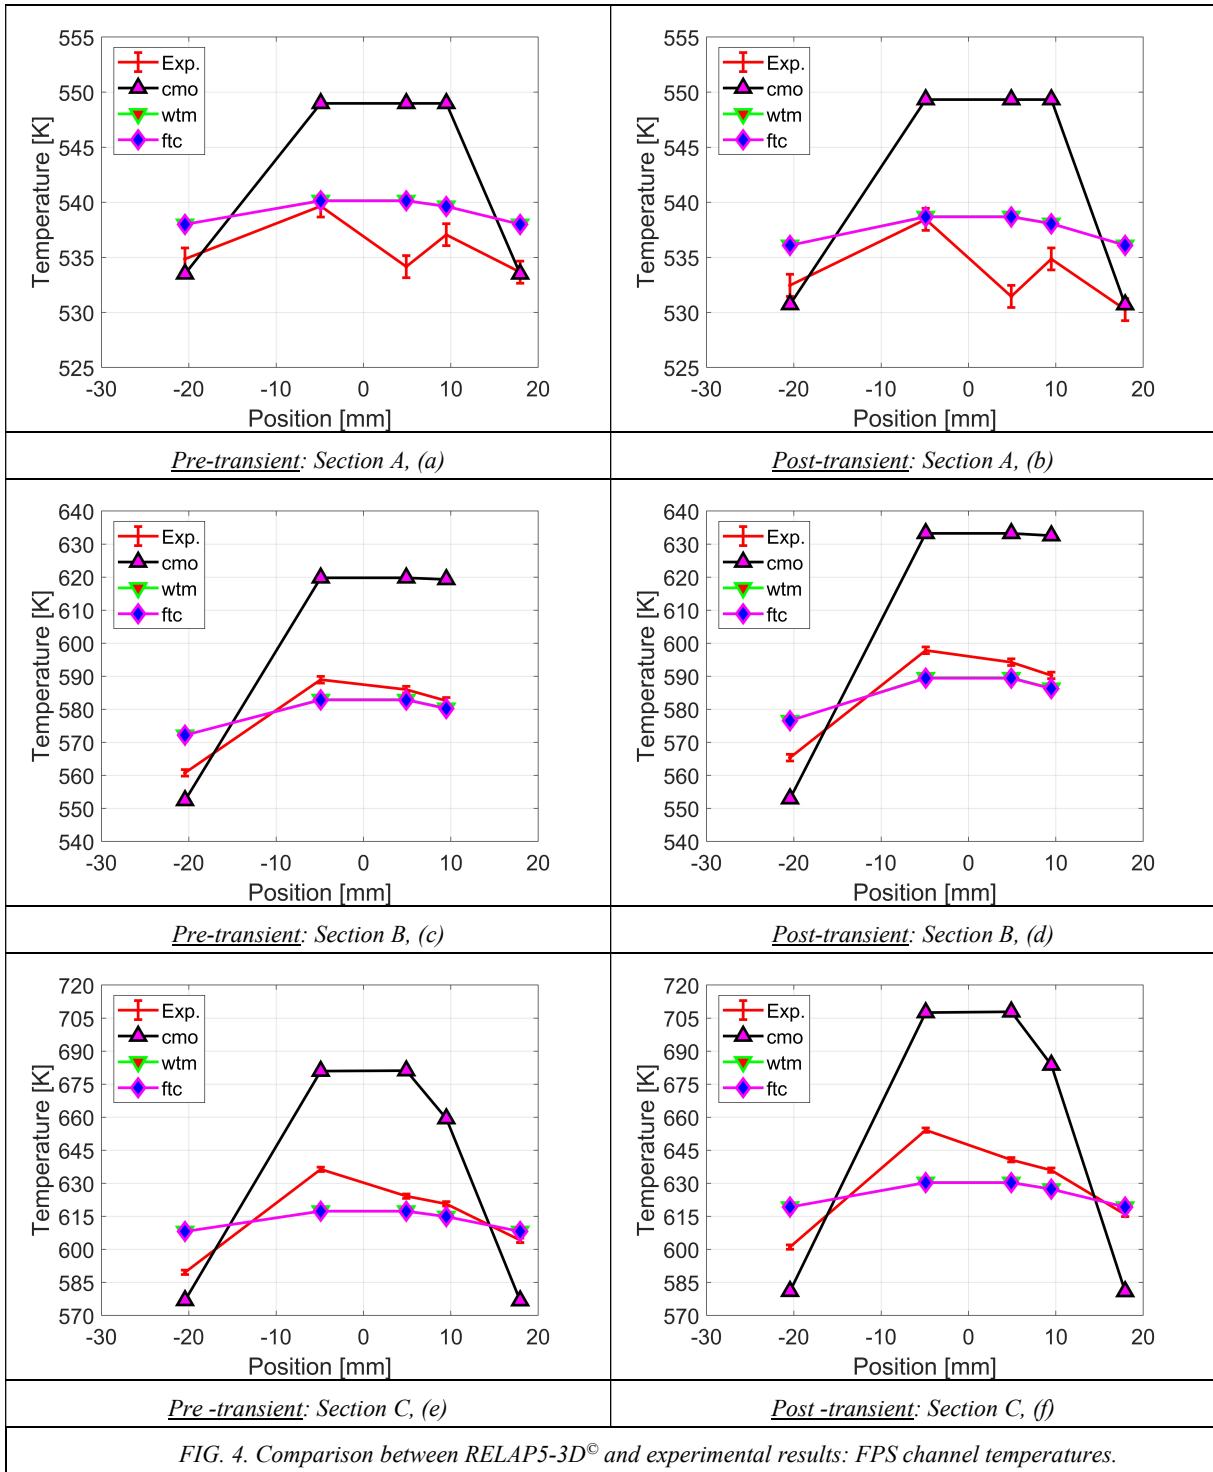 555
550
545
540
535
530
525
Temperature [K]
Exp.
cmo
wtm
ftc
-30 -20 -10 0 10 20
Position [mm]
555
550
545
540
535
530
525
Temperature [K]
Exp.
cmo
wtm
ftc
-30 -20 -10 0 10 20
Position [mm]
Pre-transient: Section A, (a)
Post-transient: Section A, (b)
640
630
620
610
600
590
580
570
560
550
540
Temperature [K]
Exp.
cmo
wtm
ftc
-30 -20 -10 0 10 20
Position [mm]
640
630
620
610
600
590
580
570
560
550
540
Temperature [K]
Exp.
cmo
wtm
ftc
-30 -20 -10 0 10 20
Position [mm]
Pre-transient: Section B, (c)
Post-transient: Section B, (d)
720
705
690
675
660
645
630
615
600
585
570
Temperature [K]
Exp.
cmo
wtm
ftc
-30 -20 -10 0 10 20
Position [mm]
720
705
690
675
660
645
630
615
600
585
570
Temperature [K]
Exp.
cmo
wtm
ftc
-30 -20 -10 0 10 20
Position [mm]
Pre -transient: Section C, (e)
Post -transient: Section C, (f)
FIG. 4. Comparison between RELAP5-3D© and experimental results: FPS channel temperatures.